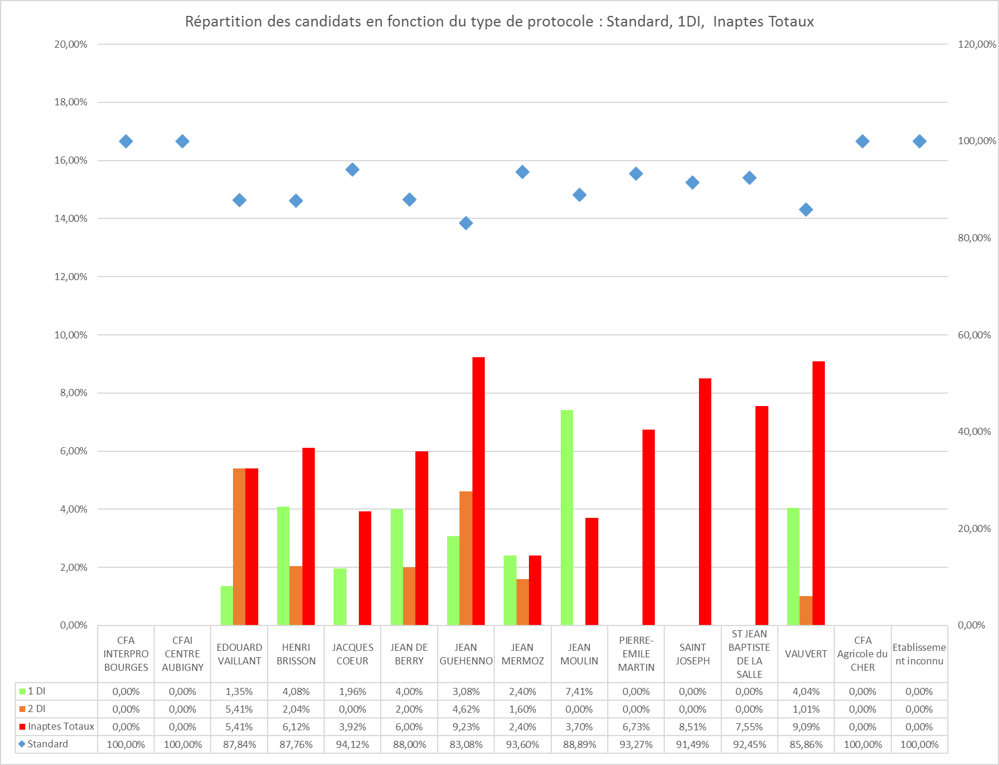 Répartition des candidats en fonction du type de protocole : Standard, 1DI,  Inaptes Totaux
20,00%
18,00%
16,00%
14,00%
12,00%
10,00%
8,00%
6,00%
4,00%
2,00%
0,00%
120,00%
100,00%
80,00%
60,00%
40,00%
20,00%
0,00%
CFA
INTERPRO
BOURGES
CFAI
CENTRE
AUBIGNY
EDOUARD
VAILLANT
HENRI
BRISSON
JACQUES
COEUR
JEAN DE
BERRY
JEAN
GUEHENNO
JEAN
MERMOZ
JEAN
MOULIN
PIERRE-
EMILE
MARTIN
SAINT
JOSEPH
ST JEAN
BAPTISTE
DE LA
SALLE
VAUVERT
CFA
Agricole du
CHER
Etablisseme
nt inconnu
1 DI 0,00% 0,00% 1,35% 4,08% 1,96% 4,00% 3,08% 2,40% 7,41% 0,00% 0,00% 0,00% 4,04% 0,00% 0,00%
2 DI 0,00% 0,00% 5,41% 2,04% 0,00% 2,00% 4,62% 1,60% 0,00% 0,00% 0,00% 0,00% 1,01% 0,00% 0,00%
Inaptes Totaux 0,00% 0,00% 5,41% 6,12% 3,92% 6,00% 9,23% 2,40% 3,70% 6,73% 8,51% 7,55% 9,09% 0,00% 0,00%
Standard 100,00% 100,00% 87,84% 87,76% 94,12% 88,00% 83,08% 93,60% 88,89% 93,27% 91,49% 92,45% 85,86% 100,00% 100,00%